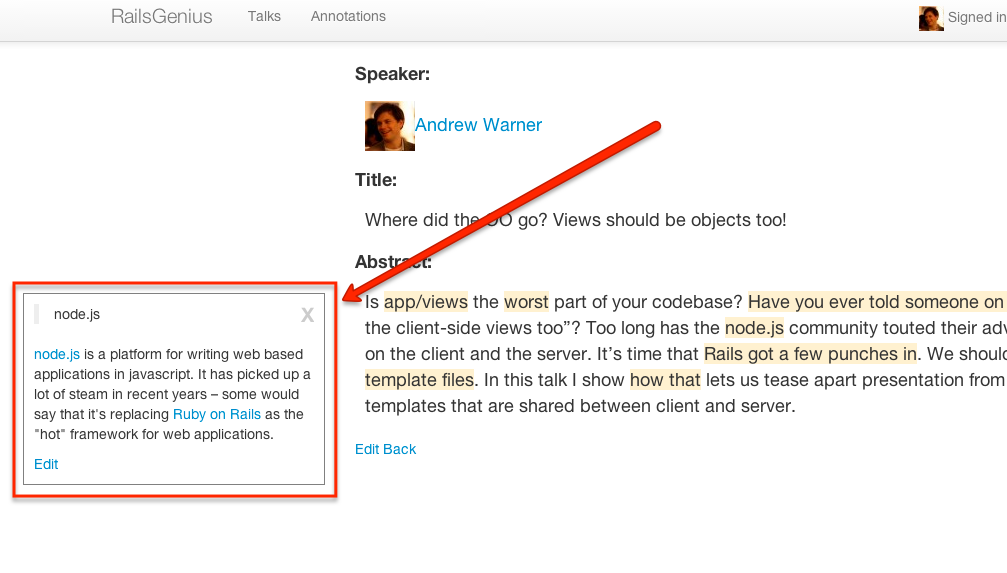 RailsGenius Talks Annotations Signed in
Speaker:
Andrew Warner
Title:
Where did the OO go? Views should be objects too!
Abstract:
Is app/views the worst part of your codebase? Have you ever told someone on
the client-side views too”? Too long has the node.js community touted their adv
on the client and the server. It’s time that Rails got a few punches in. We shoul
template files. In this talk I show how that lets us tease apart presentation from
templates that are shared between client and server.
Edit Back
node.js X
node.js is a platform for writing web based
applications in javascript. It has picked up a
lot of steam in recent years – some would
say that it's replacing Ruby on Rails as the
"hot" framework for web applications.
Edit